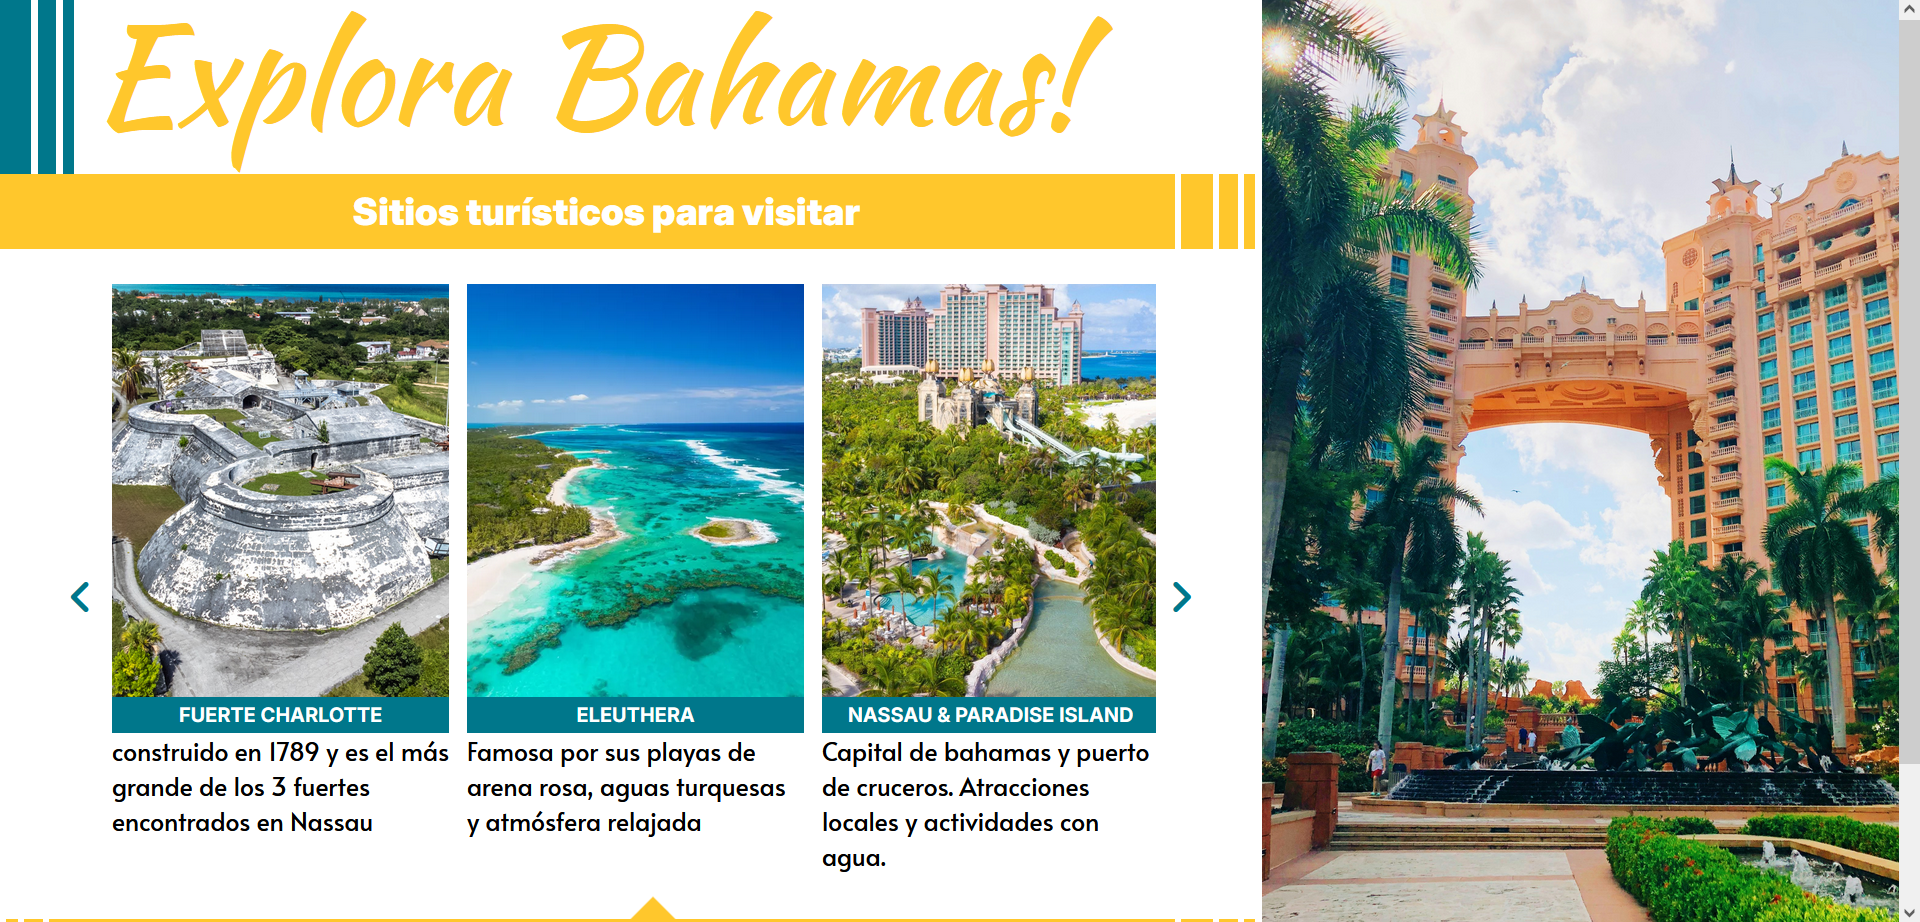 Explora Bahamas!
Sitios turísticos para visitar
FUERTE CHARLOTTE
construido en 1789 y es el más
grande de los 3 fuertes
encontrados en Nassau
ELEUTHERA
Famosa por sus playas de
arena rosa, aguas turquesas
y atmósfera relajada
NASSAU & PARADISE ISLAND
Capital de bahamas y puerto
de cruceros. Atracciones
locales y actividades con
agua.